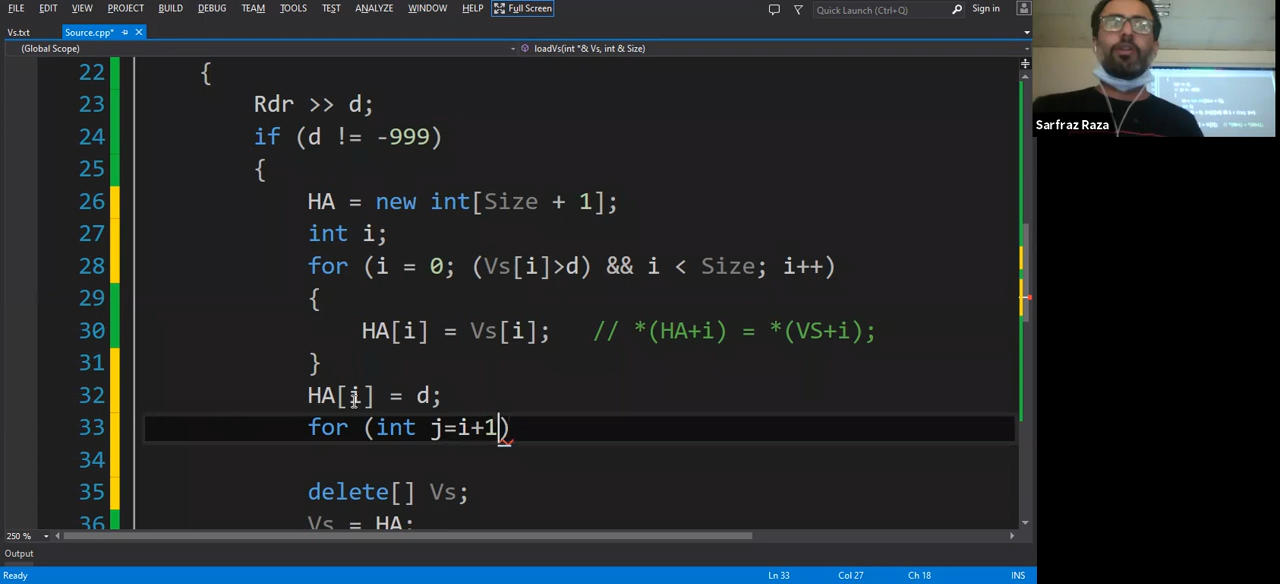 FILE EDIT VIEW PROJECT BUILD DEBUG TEAM TOOLS TEST ANALYZE WINDOW HELP Full Screen Quick Launch (Ctrl+Q) Sign in
Vs.txt Source.cpp*
(Global Scope) loadVs(int *& Vs, int & Size)
Sarfraz Raza
22 {
23 Rdr >> d;
24 if (d != -999)
25 {
26 HA = new int[Size + 1];
27 int i;
28 for (i = 0; (Vs[i]>d) && i < Size; i++)
29 {
30 HA[i] = Vs[i]; // *(HA+i) = *(VS+i);
31 }
32 HA[i] = d;
33 for (int j=i+1)
34
35 delete[] Vs;
36 Vs = HA;
250 %
Output
Ready Ln 33 Col 27 Ch 18 INS